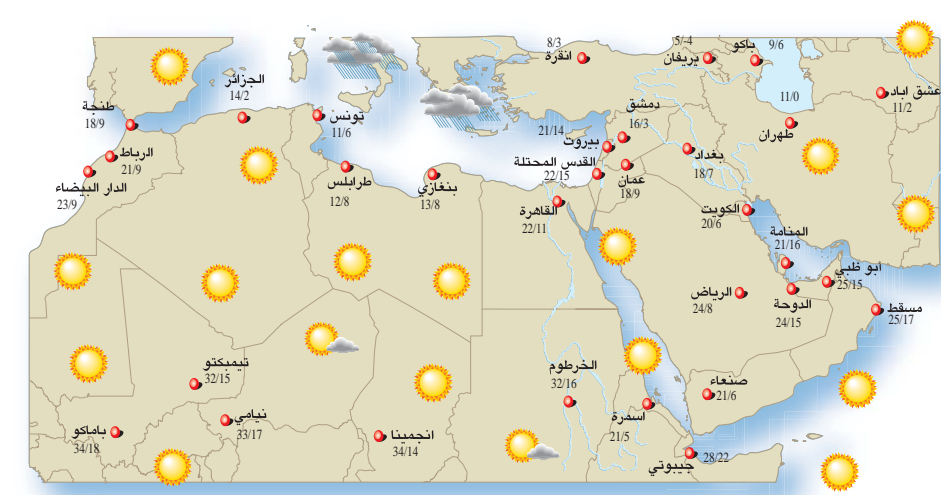 8/3
انقرة
5/-4
يريفان
باكو
9/6
11/0
عشق اباد
11/2
الجزائر
14/2
طنجة
18/9
تونس
11/6
دمشق
16/3
طهران
21/14
بيروت
بغداد
18/7
الرباط
21/9
الدار البيضاء
23/9
طرابلس
12/8
بنغازي
13/8
القدس المحتلة
22/15
عمان
18/9
القاهرة
22/11
الكويت
20/6
المنامة
21/16
ابو ظبي
25/15
الرياض
24/8
الدوحة
24/15
مسقط
25/17
تيمبكتو
32/15
الخرطوم
32/16
صنعاء
21/6
نيامي
33/17
باماكو
34/18
انجمينا
34/14
اسمرة
21/5
28/22
جيبوتي